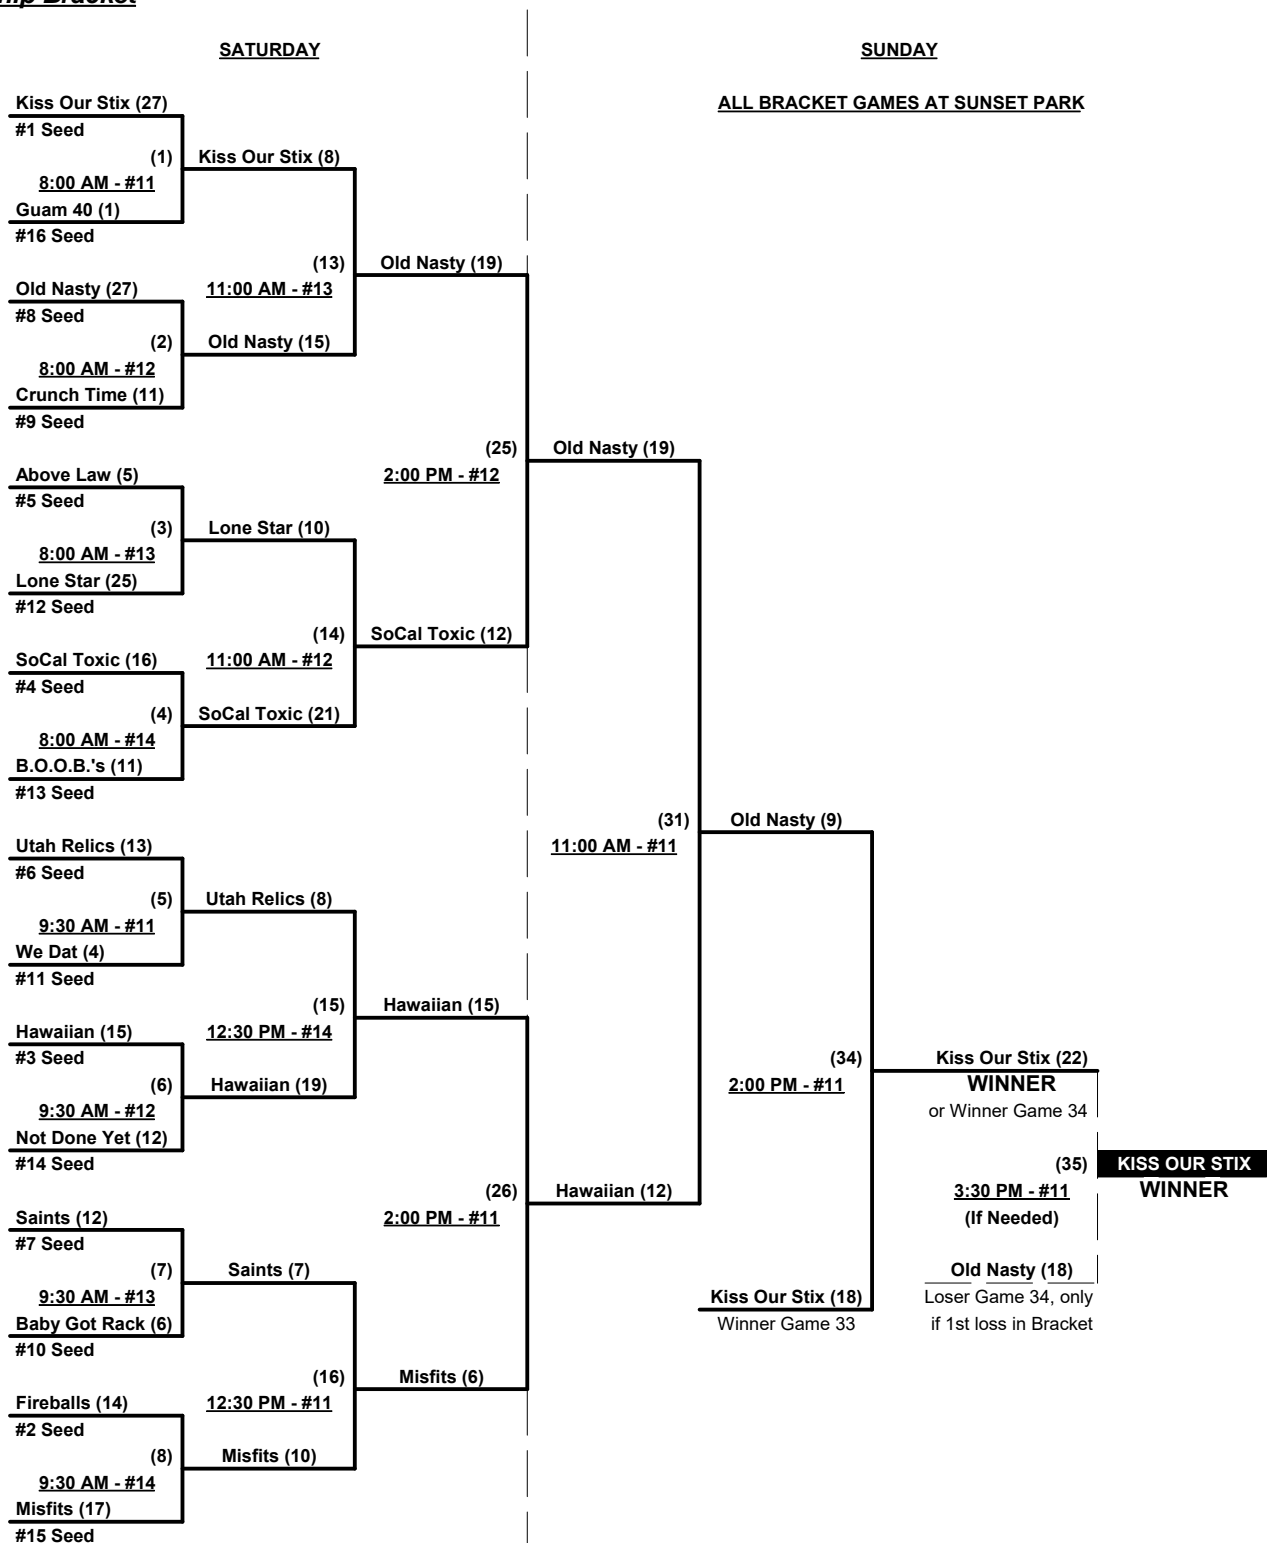 SATURDAY
SUNDAY
ALL BRACKET GAMES AT SUNSET PARK
Kiss Our Stix (27)
#1 Seed
(1)
Kiss Our Stix (8)
8:00 AM - #11
Guam 40 (1)
#16 Seed
(13)
Old Nasty (19)
Old Nasty (27)
11:00 AM - #13
#8 Seed
(2)
Old Nasty (15)
8:00 AM - #12
Crunch Time (11)
#9 Seed
(25)
Old Nasty (19)
Above Law (5)
2:00 PM - #12
#5 Seed
(3)
Lone Star (10)
8:00 AM - #13
Lone Star (25)
#12 Seed
(14)
SoCal Toxic (12)
SoCal Toxic (16)
11:00 AM - #12
#4 Seed
(4)
SoCal Toxic (21)
8:00 AM - #14
B.O.O.B.'s (11)
#13 Seed
(31)
Old Nasty (9)
Utah Relics (13)
11:00 AM - #11
#6 Seed
(5)
Utah Relics (8)
9:30 AM - #11
We Dat (4)
#11 Seed
(15)
Hawaiian (15)
Hawaiian (15)
12:30 PM - #14
#3 Seed
(34)
Kiss Our Stix (22)
(6)
Hawaiian (19)
2:00 PM - #11
WINNER
9:30 AM - #12
or Winner Game 34
Not Done Yet (12)
#14 Seed
(35)
KISS OUR STIX
(26)
Hawaiian (12)
3:30 PM - #11
WINNER
Saints (12)
2:00 PM - #11
(If Needed)
#7 Seed
(7)
Saints (7)
Old Nasty (18)
9:30 AM - #13
Kiss Our Stix (18)
Loser Game 34, only
Baby Got Rack (6)
Winner Game 33
if 1st loss in Bracket
#10 Seed
(16)
Misfits (6)
Fireballs (14)
12:30 PM - #11
#2 Seed
(8)
Misfits (10)
9:30 AM - #14
Misfits (17)
#15 Seed